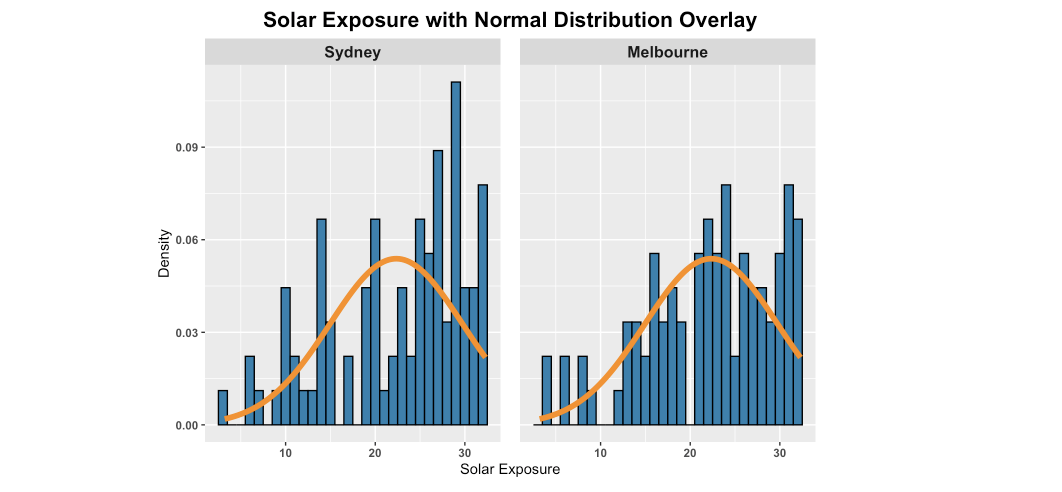 Solar Exposure with Normal Distribution Overlay
Sydney
Melbourne
Density
0.09
0.06
0.03
0.00
10
20
30
10
20
30
Solar Exposure